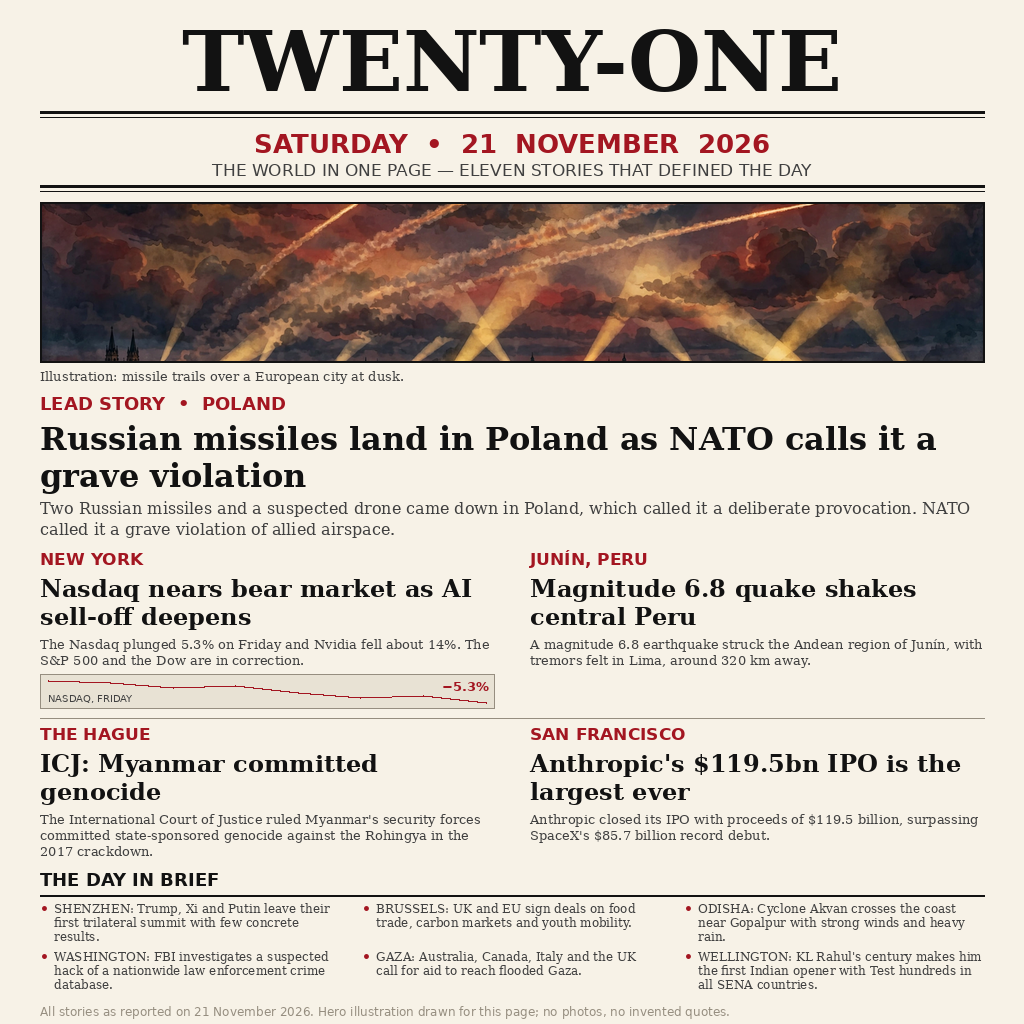 TWENTY-ONE
SATURDAY • 21 NOVEMBER 2026
THE WORLD IN ONE PAGE — ELEVEN STORIES THAT DEFINED THE DAY
Illustration: missile trails over a European city at dusk.
LEAD STORY • POLAND
Russian missiles land in Poland as NATO calls it a
grave violation
Two Russian missiles and a suspected drone came down in Poland, which called it a deliberate provocation. NATO
called it a grave violation of allied airspace.
NEW YORK
Nasdaq nears bear market as AI
sell-off deepens
The Nasdaq plunged 5.3% on Friday and Nvidia fell about 14%. The
S&P 500 and the Dow are in correction.
−5.3%
NASDAQ, FRIDAY
JUNÍN, PERU
Magnitude 6.8 quake shakes
central Peru
A magnitude 6.8 earthquake struck the Andean region of Junín, with
tremors felt in Lima, around 320 km away.
THE HAGUE
ICJ: Myanmar committed
genocide
The International Court of Justice ruled Myanmar's security forces
committed state-sponsored genocide against the Rohingya in the
2017 crackdown.
SAN FRANCISCO
Anthropic's $119.5bn IPO is the
largest ever
Anthropic closed its IPO with proceeds of $119.5 billion, surpassing
SpaceX's $85.7 billion record debut.
THE DAY IN BRIEF
• SHENZHEN: Trump, Xi and Putin leave their
first trilateral summit with few concrete
results.
• BRUSSELS: UK and EU sign deals on food
trade, carbon markets and youth mobility.
• ODISHA: Cyclone Akvan crosses the coast
near Gopalpur with strong winds and heavy
rain.
• WASHINGTON: FBI investigates a suspected
hack of a nationwide law enforcement crime
database.
• GAZA: Australia, Canada, Italy and the UK
call for aid to reach flooded Gaza.
• WELLINGTON: KL Rahul's century makes him
the first Indian opener with Test hundreds in
all SENA countries.
All stories as reported on 21 November 2026. Hero illustration drawn for this page; no photos, no invented quotes.